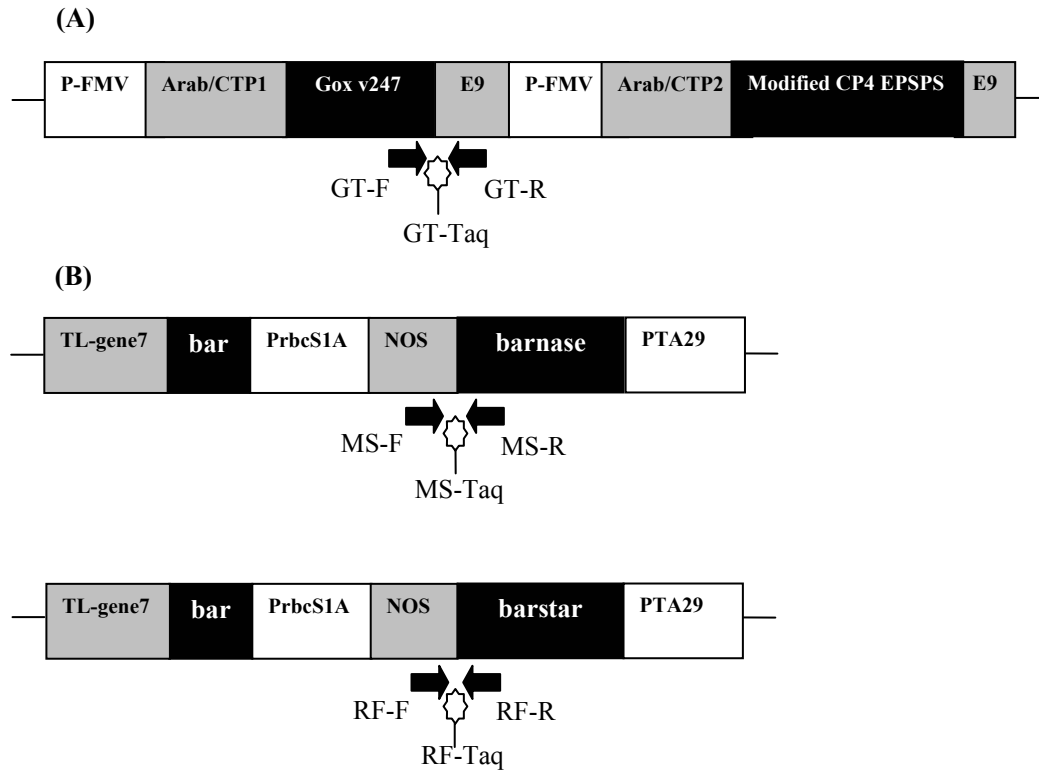 (A)
P-FMV Arab/CTP1 Gox v247 E9 P-FMV Arab/CTP2 Modified CP4 EPSPS E9
GT-F GT-R
GT-Taq
(B)
TL-gene7 bar PrbcS1A NOS barnase PTA29
MS-F MS-R
MS-Taq
TL-gene7 bar PrbcS1A NOS barstar PTA29
RF-F RF-R
RF-Taq